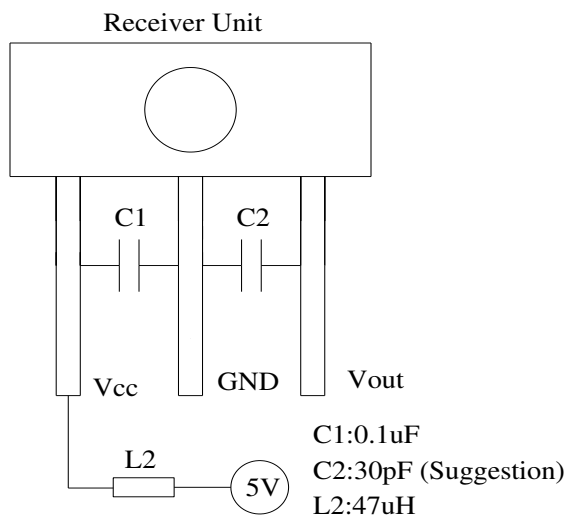 Receiver Unit
C1
C2
Vcc
GND
Vout
L2
5V
C1:0.1uF
C2:30pF (Suggestion)
L2:47uH